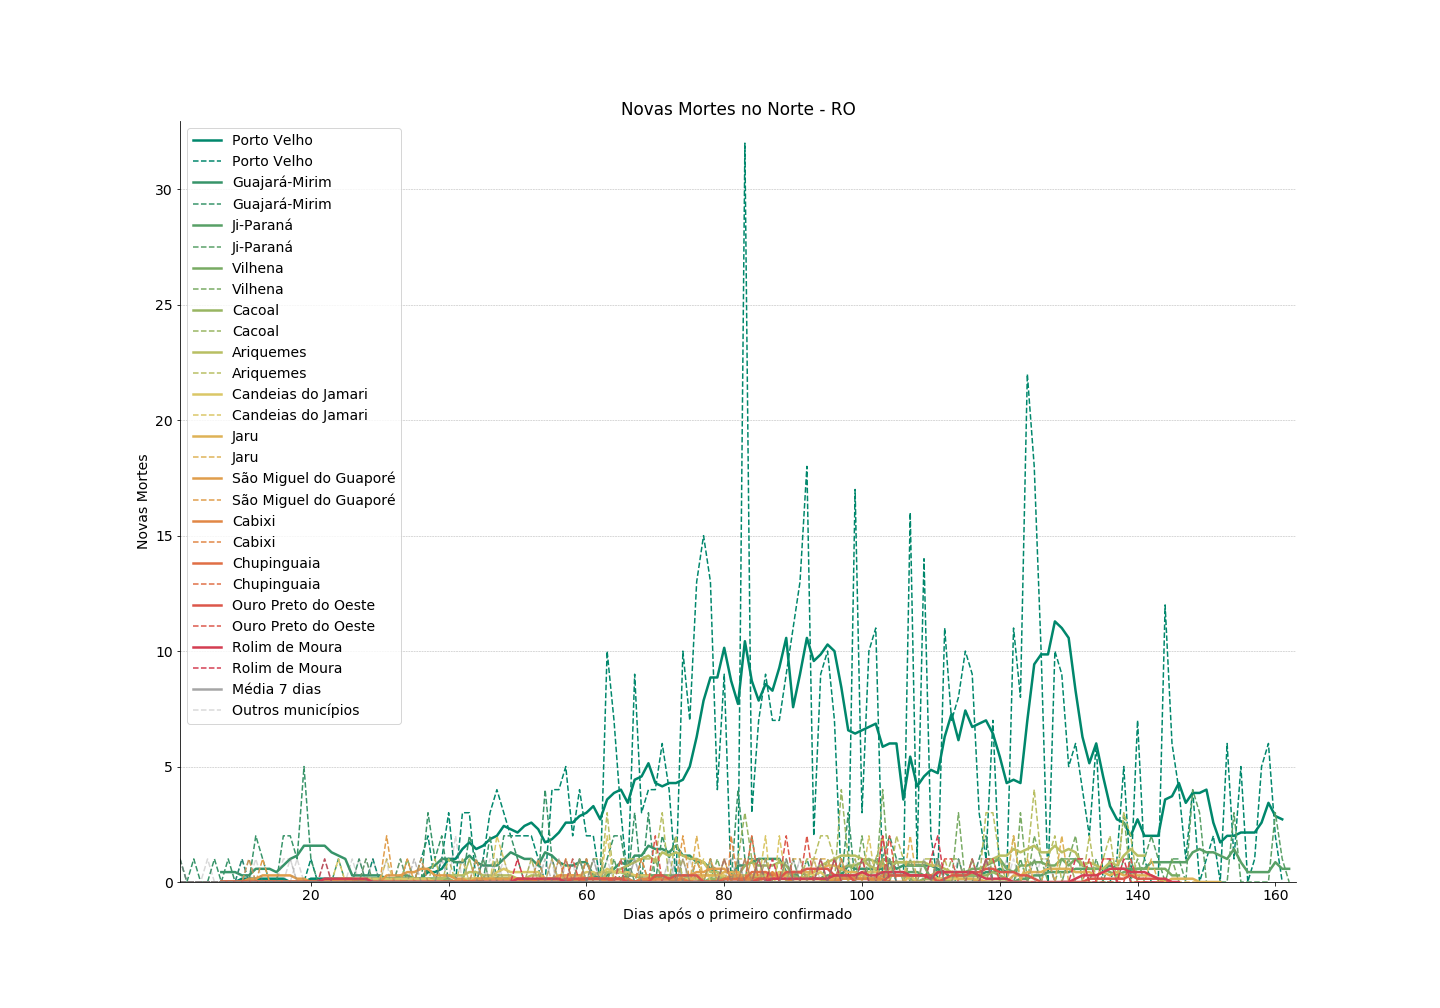 Novas Mortes no Norte - RO
Porto Velho
Porto Velho
Guajará-Mirim
Guajará-Mirim
Ji-Paraná
Ji-Paraná
Vilhena
Vilhena
Cacoal
Cacoal
Ariquemes
Ariquemes
Candeias do Jamari
Candeias do Jamari
Jaru
Jaru
São Miguel do Guaporé
São Miguel do Guaporé
Cabixi
Cabixi
Chupinguaia
Chupinguaia
Ouro Preto do Oeste
Ouro Preto do Oeste
Rolim de Moura
Rolim de Moura
Média 7 dias
Outros municípios
Novas Mortes
30
25
20
15
10
5
0
20 40 60 80 100 120 140 160
Dias após o primeiro confirmado